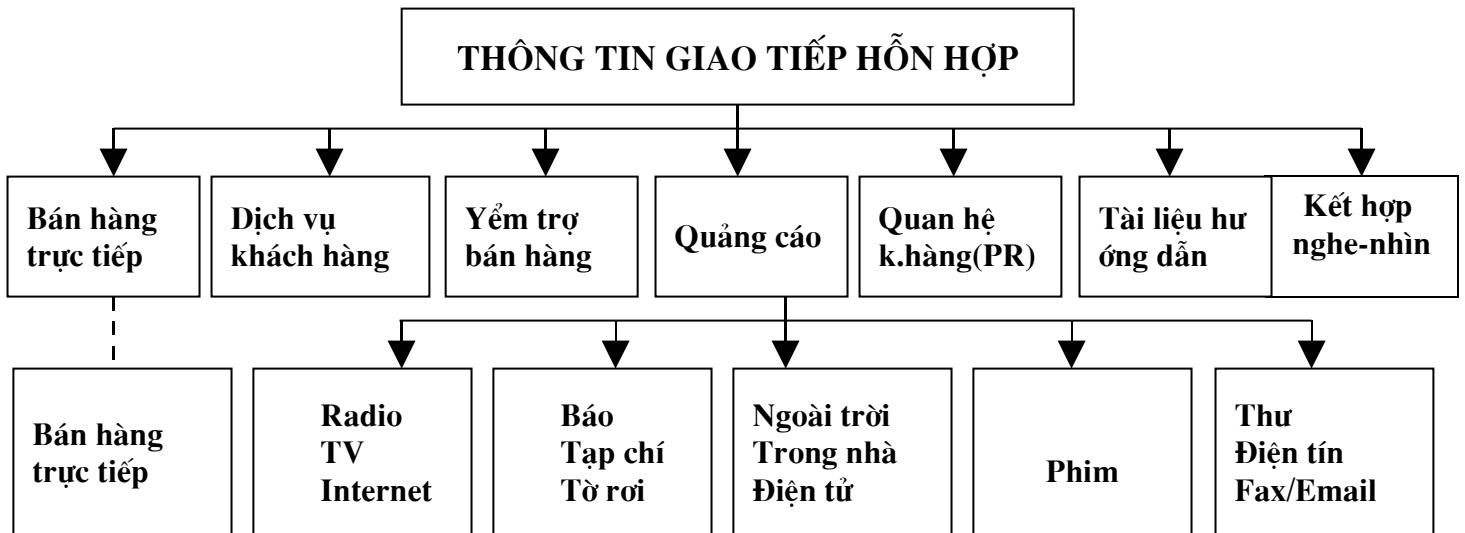 THÔNG TIN GIAO TIẾP HỖN HỢP
Bán hàng
trực tiếp
Dịch vụ
khách hàng
Yểm trợ
bán hàng
Quảng cáo
Quan hệ
k.hàng(PR)
Tài liệu hư
ớng dẫn
Kết hợp
nghe-nhìn
Bán hàng
trực tiếp
Radio
TV
Internet
Báo
Tạp chí
Tờ rơi
Ngoài trời
Trong nhà
Điện tử
Phim
Thư
Điện tín
Fax/Email